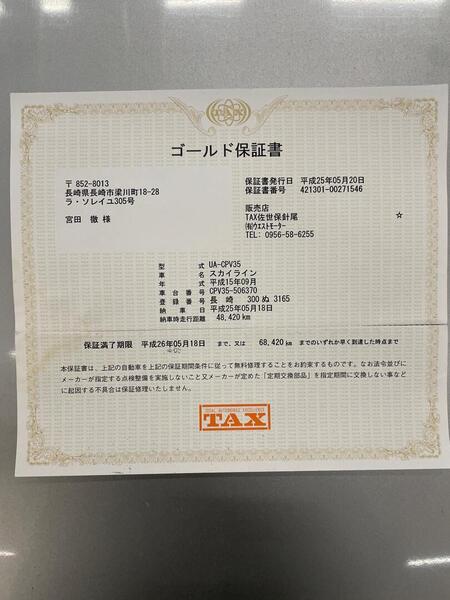 ゴールド保証書
〒 852-8013
長崎県長崎市梁川町18-28
ラ・ソレイユ305号
宮田 徹 様
保証書発行日 平成25年05月20日
保証書番号 421301-00271546
販売店
TAX佐世保針尾 ☆
㈲ウエストモーター
TEL: 0956-58-6255
型式 UA-CPV35
車名 スカイライン
年式 平成15年09月
車台番号 CPV35-506370
登録番号 長崎 300 ぬ 3165
納車日 平成25年05月18日
納車時走行距離 48,420 km
保証満了期限 平成26年05月18日 まで、又は 68,420 km までのいずれか早く到達した時点まで
本保証書は、上記の自動車を上記の保証期間条件に従って無料修理することをお約束するものです。なお法令並びに
メーカーが指定する点検整備を実施しないこと又メーカーが定めた「定期交換部品」を指定期間に交換しない事など
に起因する不具合は保証修理いたしません。
TAX